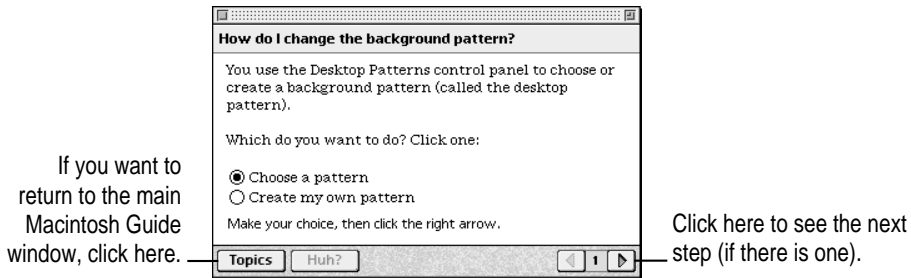 How do I change the background pattern?
You use the Desktop Patterns control panel to choose or
create a background pattern (called the desktop
pattern).
Which do you want to do? Click one:
Choose a pattern
Create my own pattern
Make your choice, then click the right arrow.
Topics Huh? 1
If you want to
return to the main
Macintosh Guide
window, click here.
Click here to see the next
step (if there is one).